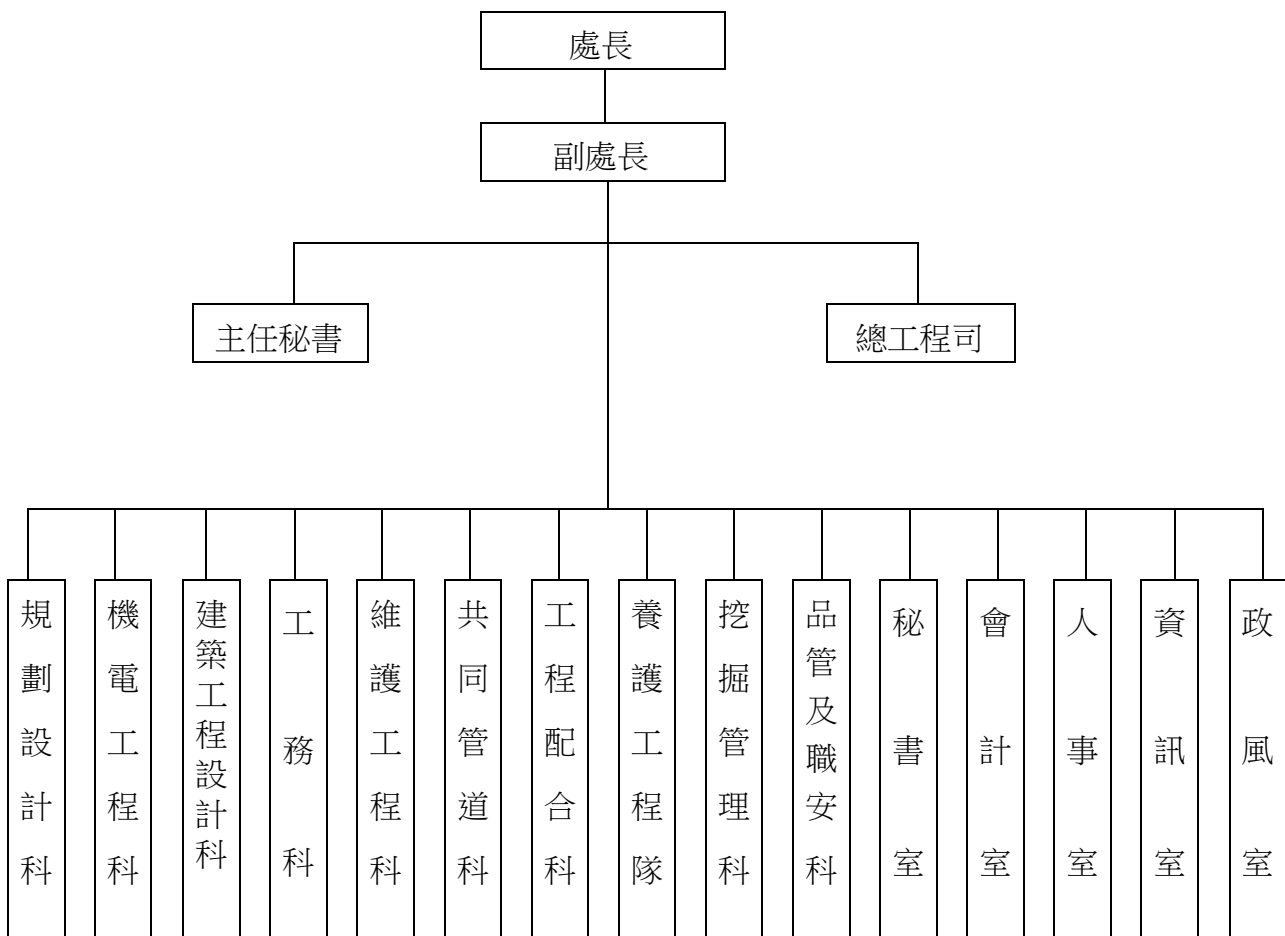 處長
副處長
主任秘書
總工程司
規劃設計科
機電工程科
建築工程設計科
工務科
維護工程科
共同管道科
工程配合科
養護工程隊
挖掘管理科
品管及職安科
秘書室
會計室
人事室
資訊室
政風室